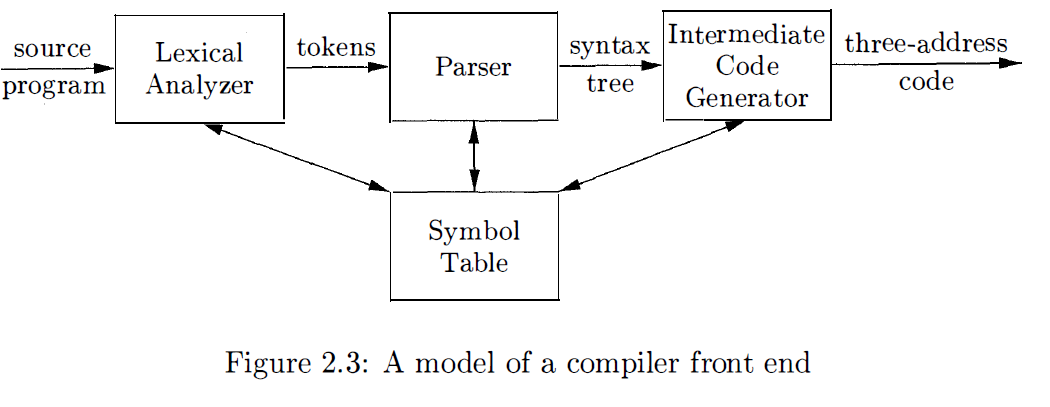 source
program
Lexical
Analyzer
tokens
Parser
syntax
tree
Intermediate
Code
Generator
three-address
code
Symbol
Table
Figure 2.3: A model of a compiler front end